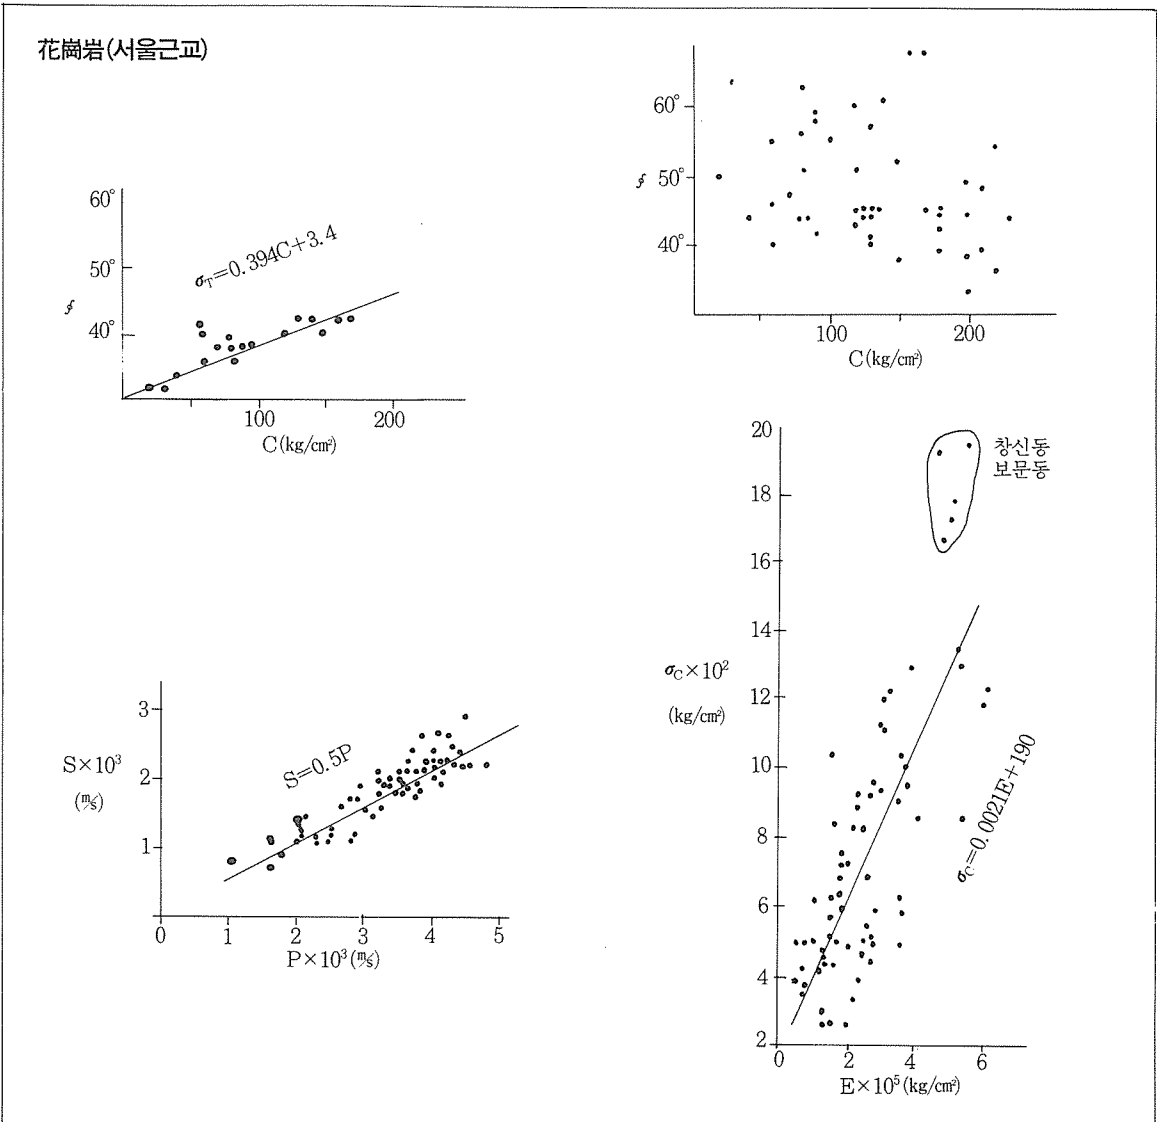 花崗岩(서울근교)
60°
50°
40°
∮
σT=0.394C+3.4
100
200
C(kg/cm²)
60°
50°
40°
∮
100
200
C(kg/cm²)
3
2
1
S×10³
(m/s)
S=0.5P
0
1
2
3
4
5
P×10³(m/s)
20
18
16
14
12
10
8
6
4
2
σC×10²
(kg/cm²)
창신동
보문동
σC=0.0021E+190
0
2
4
6
E×10⁵(kg/cm²)